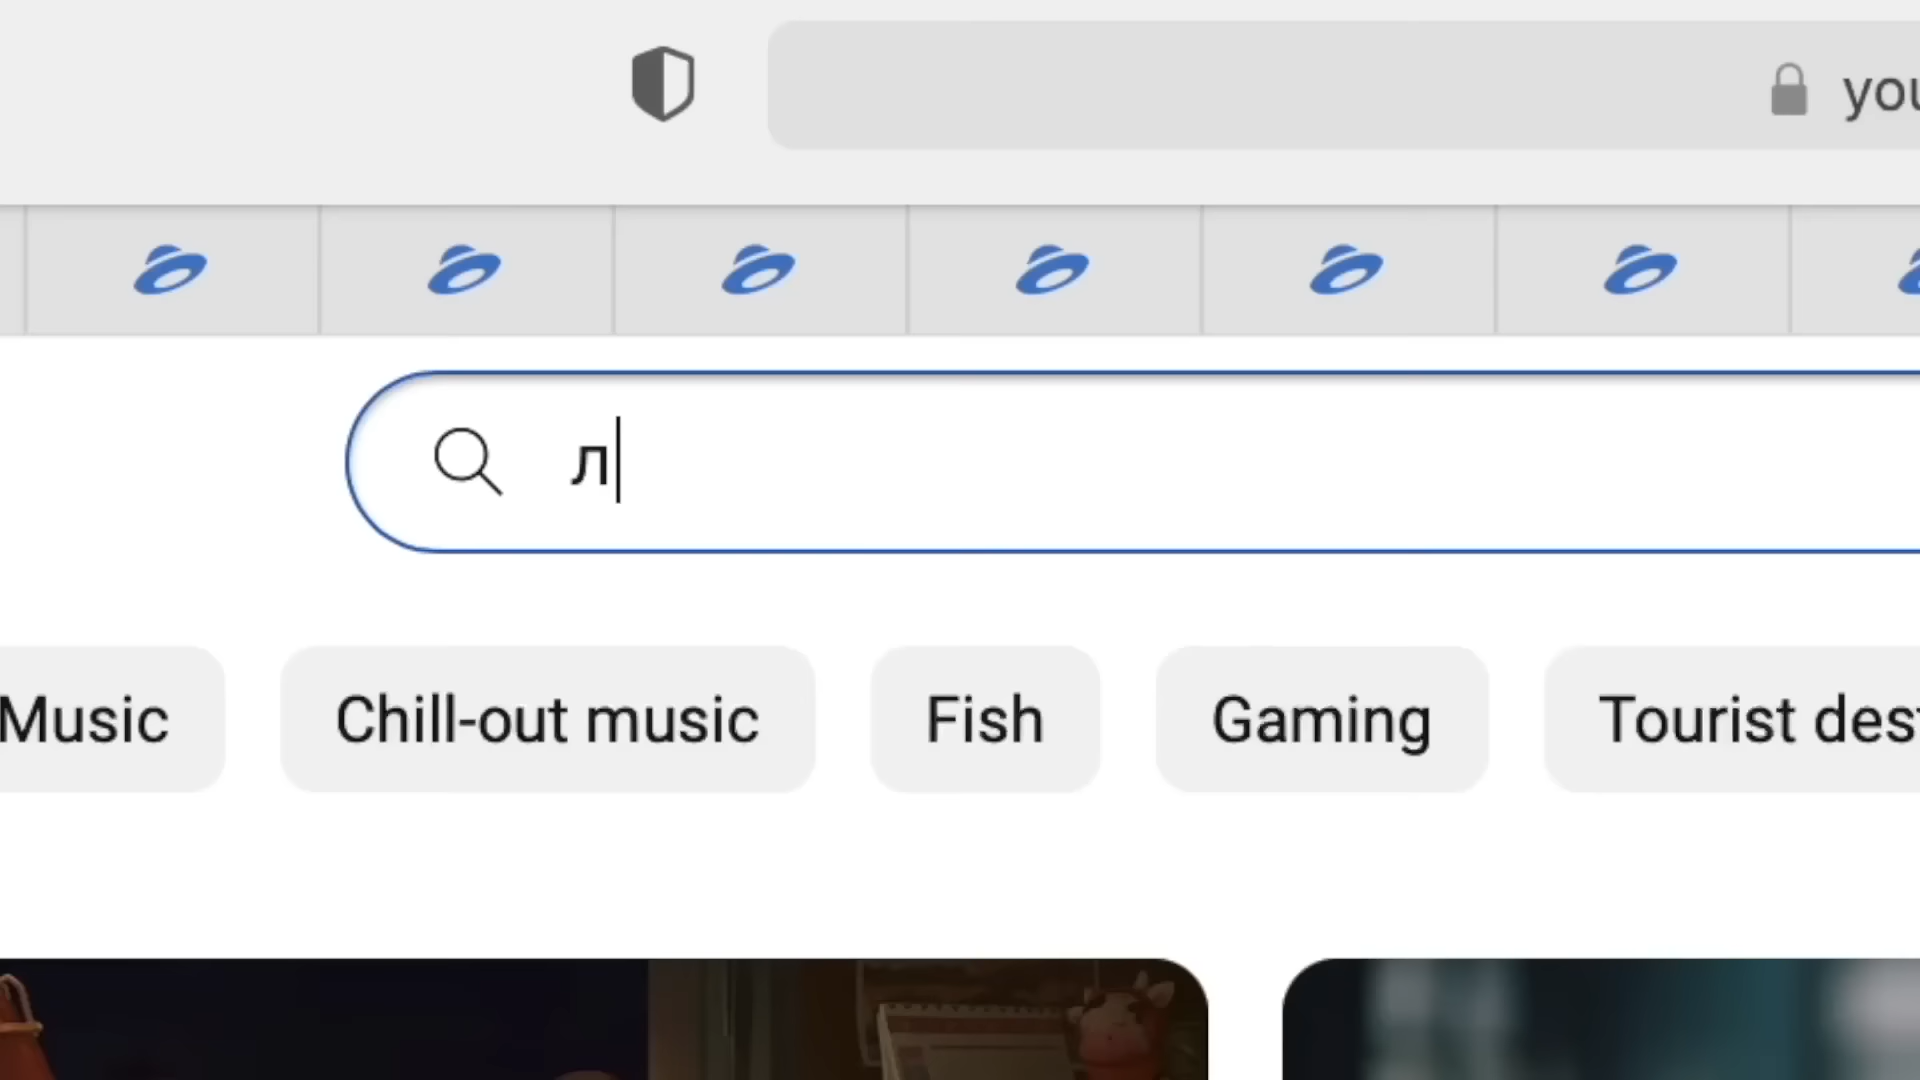 you
л
Music
Chill-out music
Fish
Gaming
Tourist des